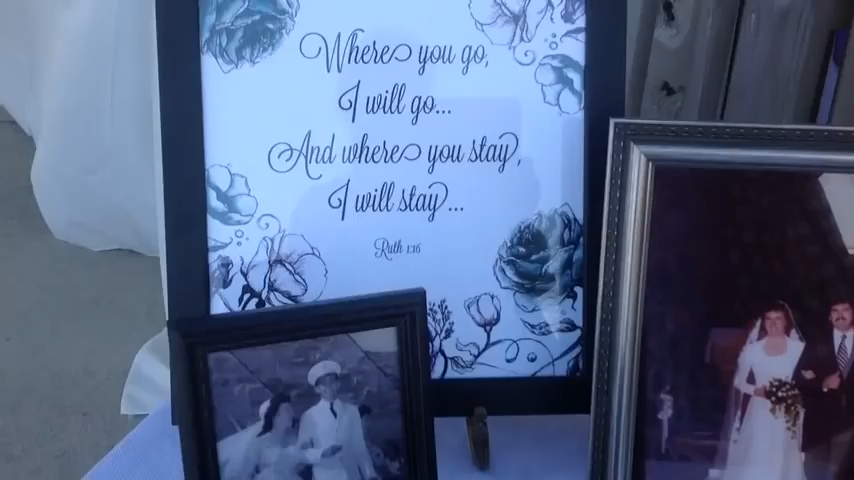 Where you go,
I will go...
And where you stay,
I will stay...
Ruth 1:16